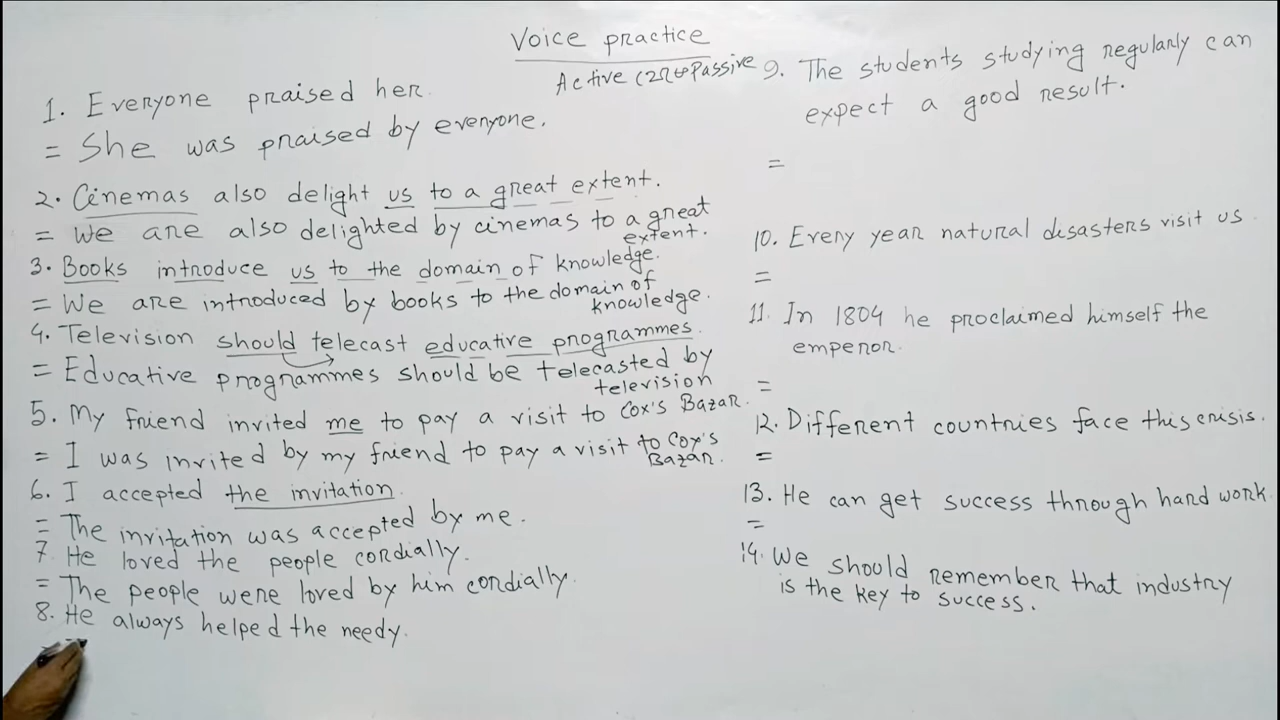 Voice practice
Active থেকে Passive
1. Everyone praised her.
= She was praised by everyone.
2. Cinemas also delight us to a great extent.
= We are also delighted by cinemas to a great
extent.
3. Books introduce us to the domain of knowledge.
= We are introduced by books to the domain of
knowledge.
4. Television should telecast educative programmes.
= Educative programmes should be telecasted by
television
5. My friend invited me to pay a visit to Cox's Bazar.
= I was invited by my friend to pay a visit to Cox's
Bazar.
6. I accepted the invitation.
= The invitation was accepted by me.
7. He loved the people cordially.
= The people were loved by him cordially.
8. He always helped the needy.
9. The students studying regularly can
expect a good result.
=
10. Every year natural disasters visit us
=
11. In 1804 he proclaimed himself the
emperor.
=
12. Different countries face this crisis.
=
13. He can get success through hard work
=
14. We should remember that industry
is the key to success.